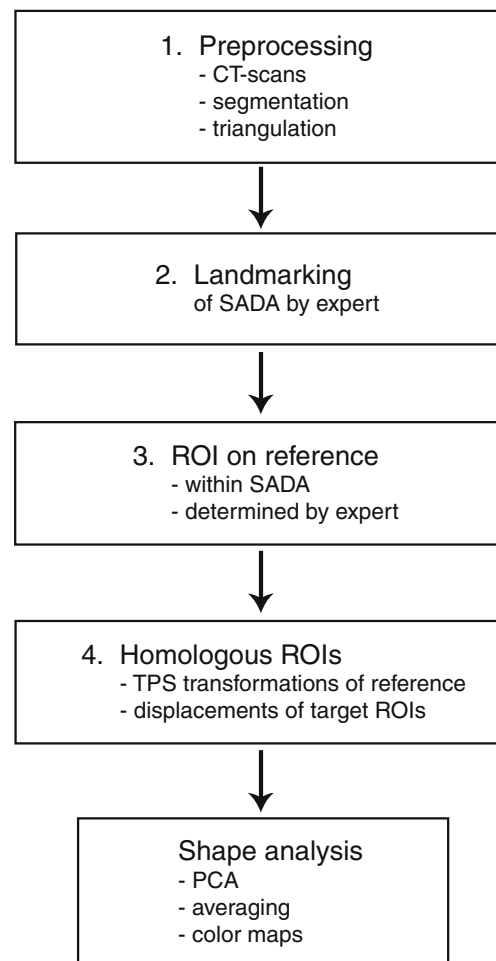 1. Preprocessing
- CT-scans
- segmentation
- triangulation
2. Landmarking
of SADA by expert
3. ROI on reference
- within SADA
- determined by expert
4. Homologous ROIs
- TPS transformations of reference
- displacements of target ROIs
Shape analysis
- PCA
- averaging
- color maps